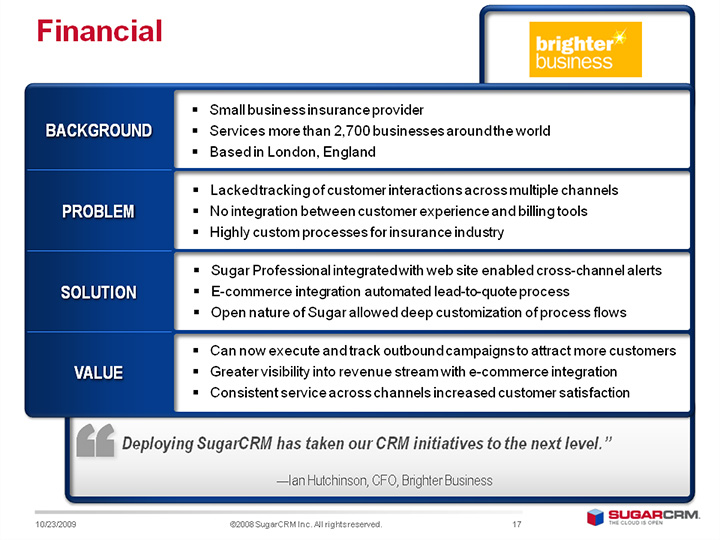 Financial
brighter
business
BACKGROUND
▪ Small business insurance provider
▪ Services more than 2,700 businesses around the world
▪ Based in London, England
PROBLEM
▪ Lacked tracking of customer interactions across multiple channels
▪ No integration between customer experience and billing tools
▪ Highly custom processes for insurance industry
SOLUTION
▪ Sugar Professional integrated with web site enabled cross-channel alerts
▪ E-commerce integration automated lead-to-quote process
▪ Open nature of Sugar allowed deep customization of process flows
VALUE
▪ Can now execute and track outbound campaigns to attract more customers
▪ Greater visibility into revenue stream with e-commerce integration
▪ Consistent service across channels increased customer satisfaction
“ Deploying SugarCRM has taken our CRM initiatives to the next level.”
—Ian Hutchinson, CFO, Brighter Business
10/23/2009 ©2008 SugarCRM Inc. All rights reserved. 17
SUGARCRM.
THE CLOUD IS OPEN